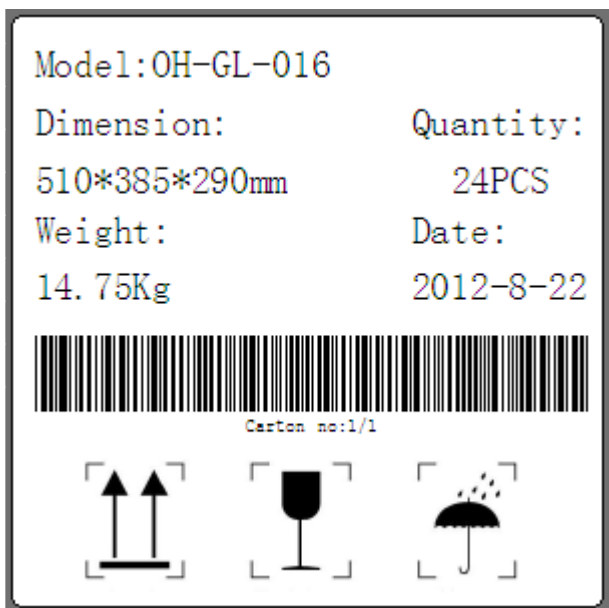 Model:OH-GL-016
Dimension: Quantity:
510*385*290mm 24PCS
Weight: Date:
14.75Kg 2012-8-22
Carton no:1/1